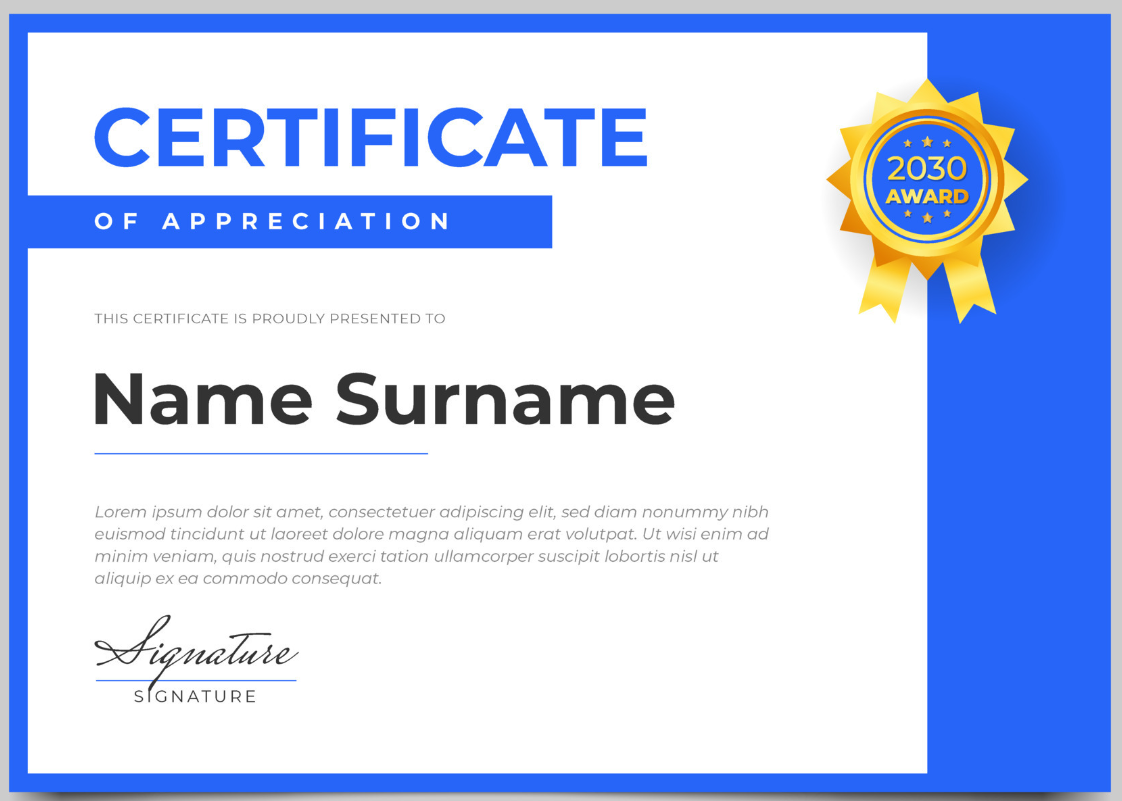 CERTIFICATE
OF APPRECIATION
2030
AWARD
THIS CERTIFICATE IS PROUDLY PRESENTED TO
Name Surname
Lorem ipsum dolor sit amet, consectetuer adipiscing elit, sed diam nonummy nibh
euismod tincidunt ut laoreet dolore magna aliquam erat volutpat. Ut wisi enim ad
minim veniam, quis nostrud exerci tation ullamcorper suscipit lobortis nisl ut
aliquip ex ea commodo consequat.
Signature
SIGNATURE